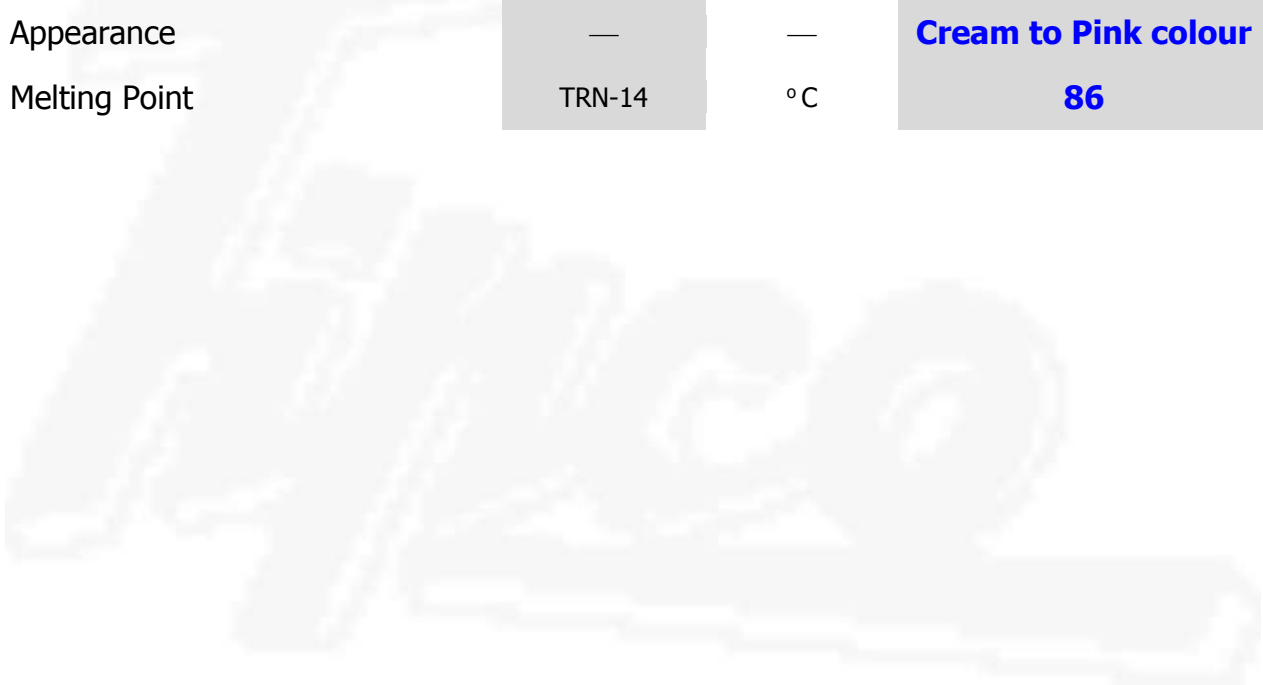 Appearance — — Cream to Pink colour
Melting Point TRN-14 º C 86